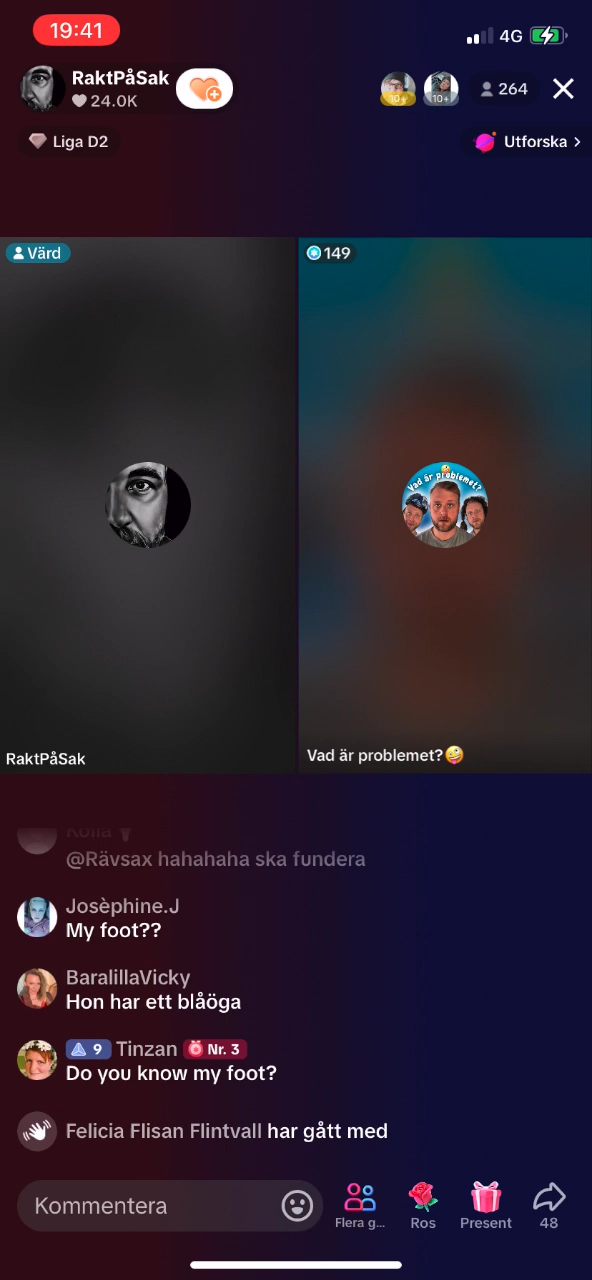 19:41
4G
RaktPåSak
24.0K
10+
10+
264
Liga D2
Utforska
Värd
149
Vad är problemet?
RaktPåSak
Vad är problemet?🤪
Kolla
@Rävsax hahahaha ska fundera
Josèphine.J
My foot??
BaralillaVicky
Hon har ett blåöga
9 Tinzan Nr. 3
Do you know my foot?
Felicia Flisan Flintvall har gått med
Kommentera
Flera g...
Ros
Present
48